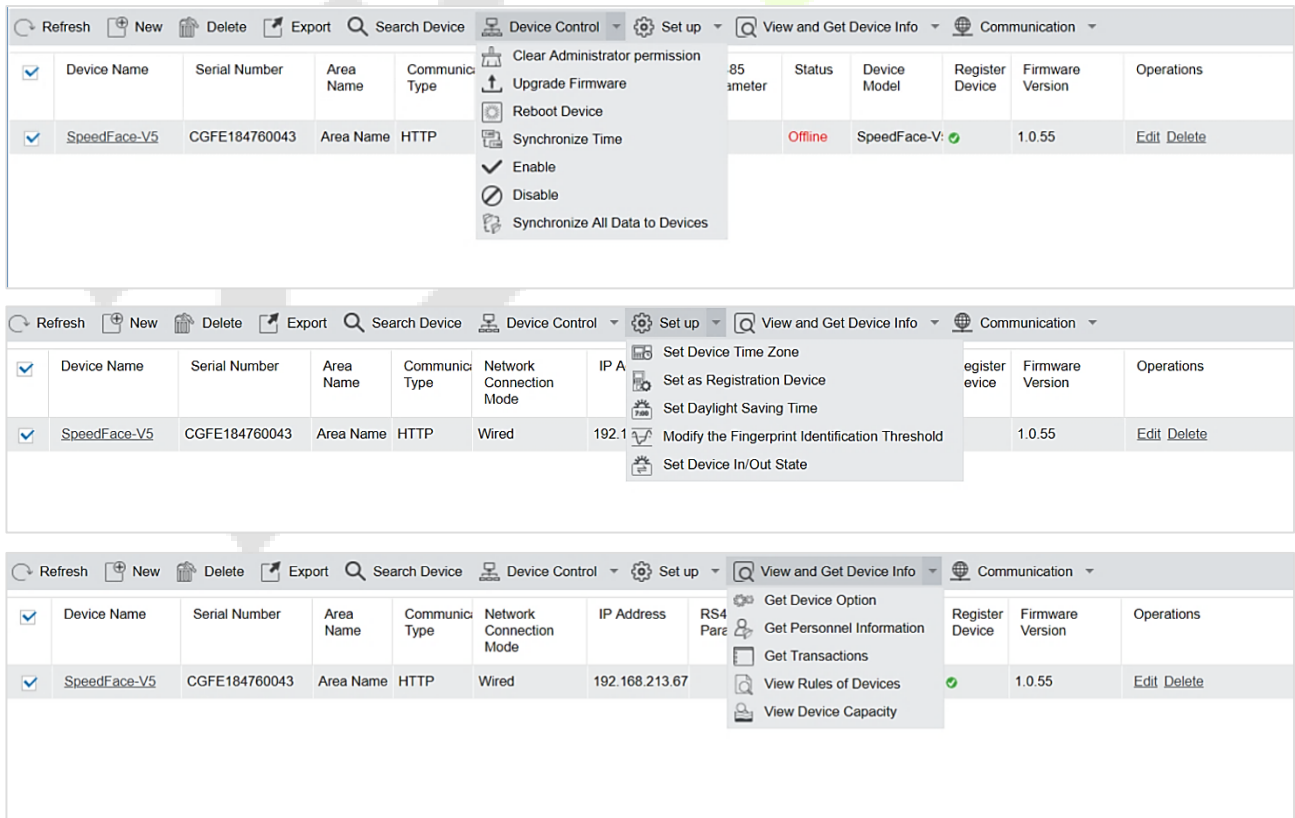 Refresh New Delete Export Search Device Device Control Set up View and Get Device Info Communication
Clear Administrator permission
Device Name Serial Number Area Communica -85 Status Device Register Firmware Operations
Name Type ameter Model Device Version
Upgrade Firmware
Reboot Device
SpeedFace-V5 CGFE184760043 Area Name HTTP Offline SpeedFace-V 1.0.55 Edit Delete
Synchronize Time
Enable
Disable
Synchronize All Data to Devices
Refresh New Delete Export Search Device Device Control Set up View and Get Device Info Communication
Set Device Time Zone
Device Name Serial Number Area Communica Network IP A egister Firmware Operations
Name Type Connection evice Version
Mode
Set as Registration Device
Set Daylight Saving Time
SpeedFace-V5 CGFE184760043 Area Name HTTP Wired 192.1 1.0.55 Edit Delete
7:00
Modify the Fingerprint Identification Threshold
Set Device In/Out State
Refresh New Delete Export Search Device Device Control Set up View and Get Device Info Communication
Get Device Option
Device Name Serial Number Area Communica Network IP Address RS4 Register Firmware Operations
Name Type Connection Para Device Version
Mode
Get Personnel Information
Get Transactions
SpeedFace-V5 CGFE184760043 Area Name HTTP Wired 192.168.213.67 1.0.55 Edit Delete
View Rules of Devices
View Device Capacity